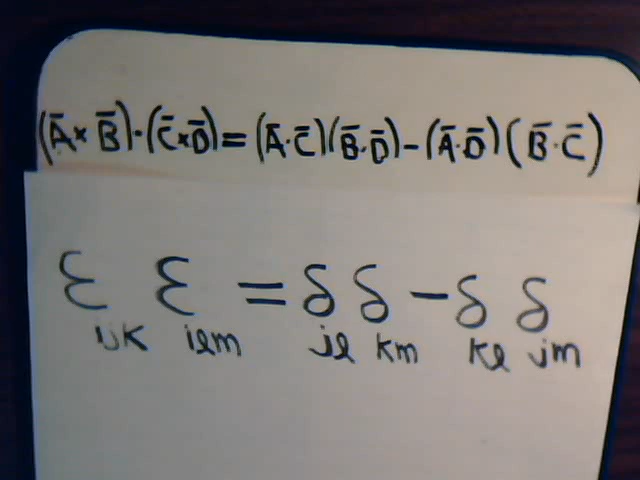 (Ā × B̄)·(C̄×D̄)=(Ā·C̄)(B̄·D̄)-(Ā·D̄)(B̄·C̄)
ε ε = δ δ - δ δ
ijk iℓm jℓ km kℓ jm